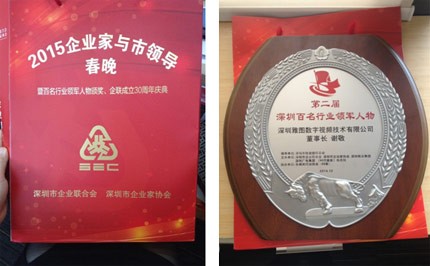 2015企业家与市领导
春晚
暨百名行业领军人物颁奖、企联成立30周年庆典
SEC
深圳市企业联合会 深圳市企业家协会
第二届
深圳百名行业领军人物
深圳雅图数字视频技术有限公司
董事长 谢敬